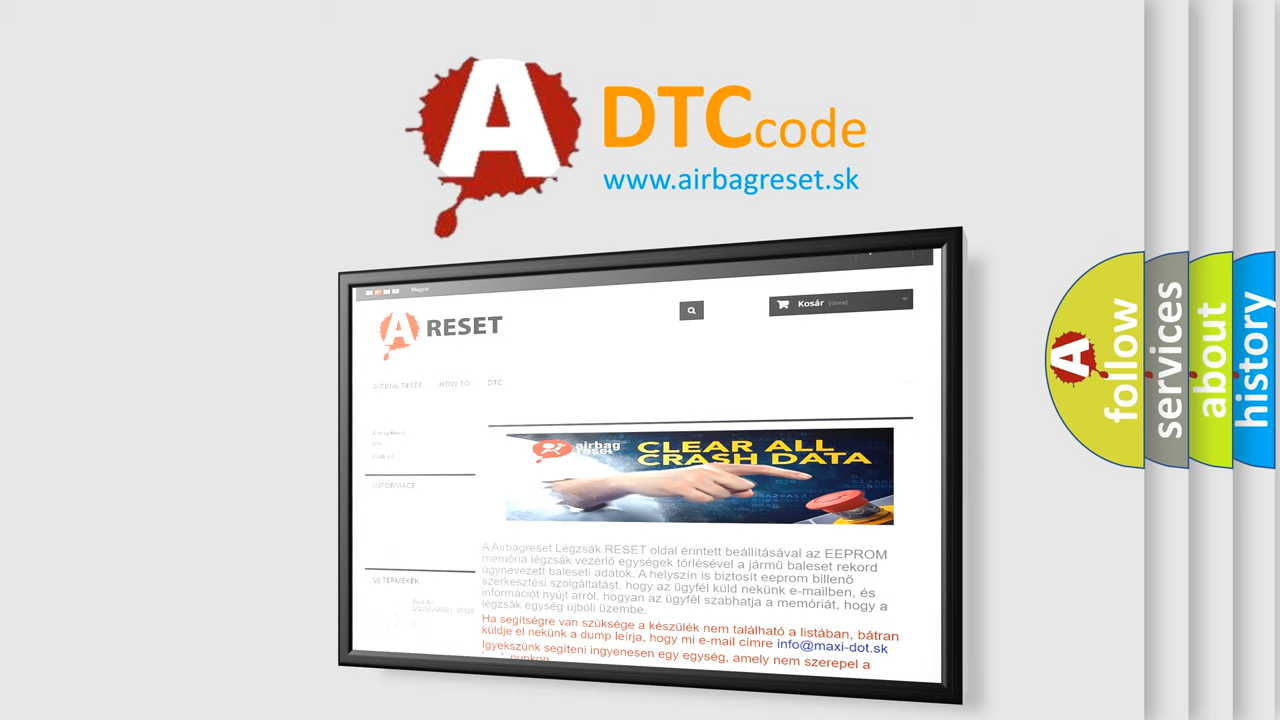 A
DTC code
www.airbagreset.sk
Magyar
Kosár (üres)
A RESET
AIRBAG RESET HOW TO DTC
INFORMACE
airbag reset
CLEAR ALL
CRASH DATA
A Airbagreset Légzsák RESET oldal érintett beállításával az EEPROM
memória légzsák vezérlő egységek törlésével a jármű baleset rekord
úgynevezett baleseti adatok. A helyszín is biztosít eeprom billenő
szerkesztési szolgáltatást, hogy az ügyfél küld nekünk e-mailben, és
információt nyújt arról, hogyan az ügyfél szabhatja a memóriát, hogy a
légzsák egység újbóli üzembe.
Ha segítségre van szüksége a készülék nem található a listában, bátran
küldje el nekünk a dump leírja, hogy mi e-mail címre info@maxi-dot.sk
Igyekszünk segíteni ingyenesen egy egység, amely nem szerepel a
ÚJ TERMÉKEK
A
follow
services
about
history